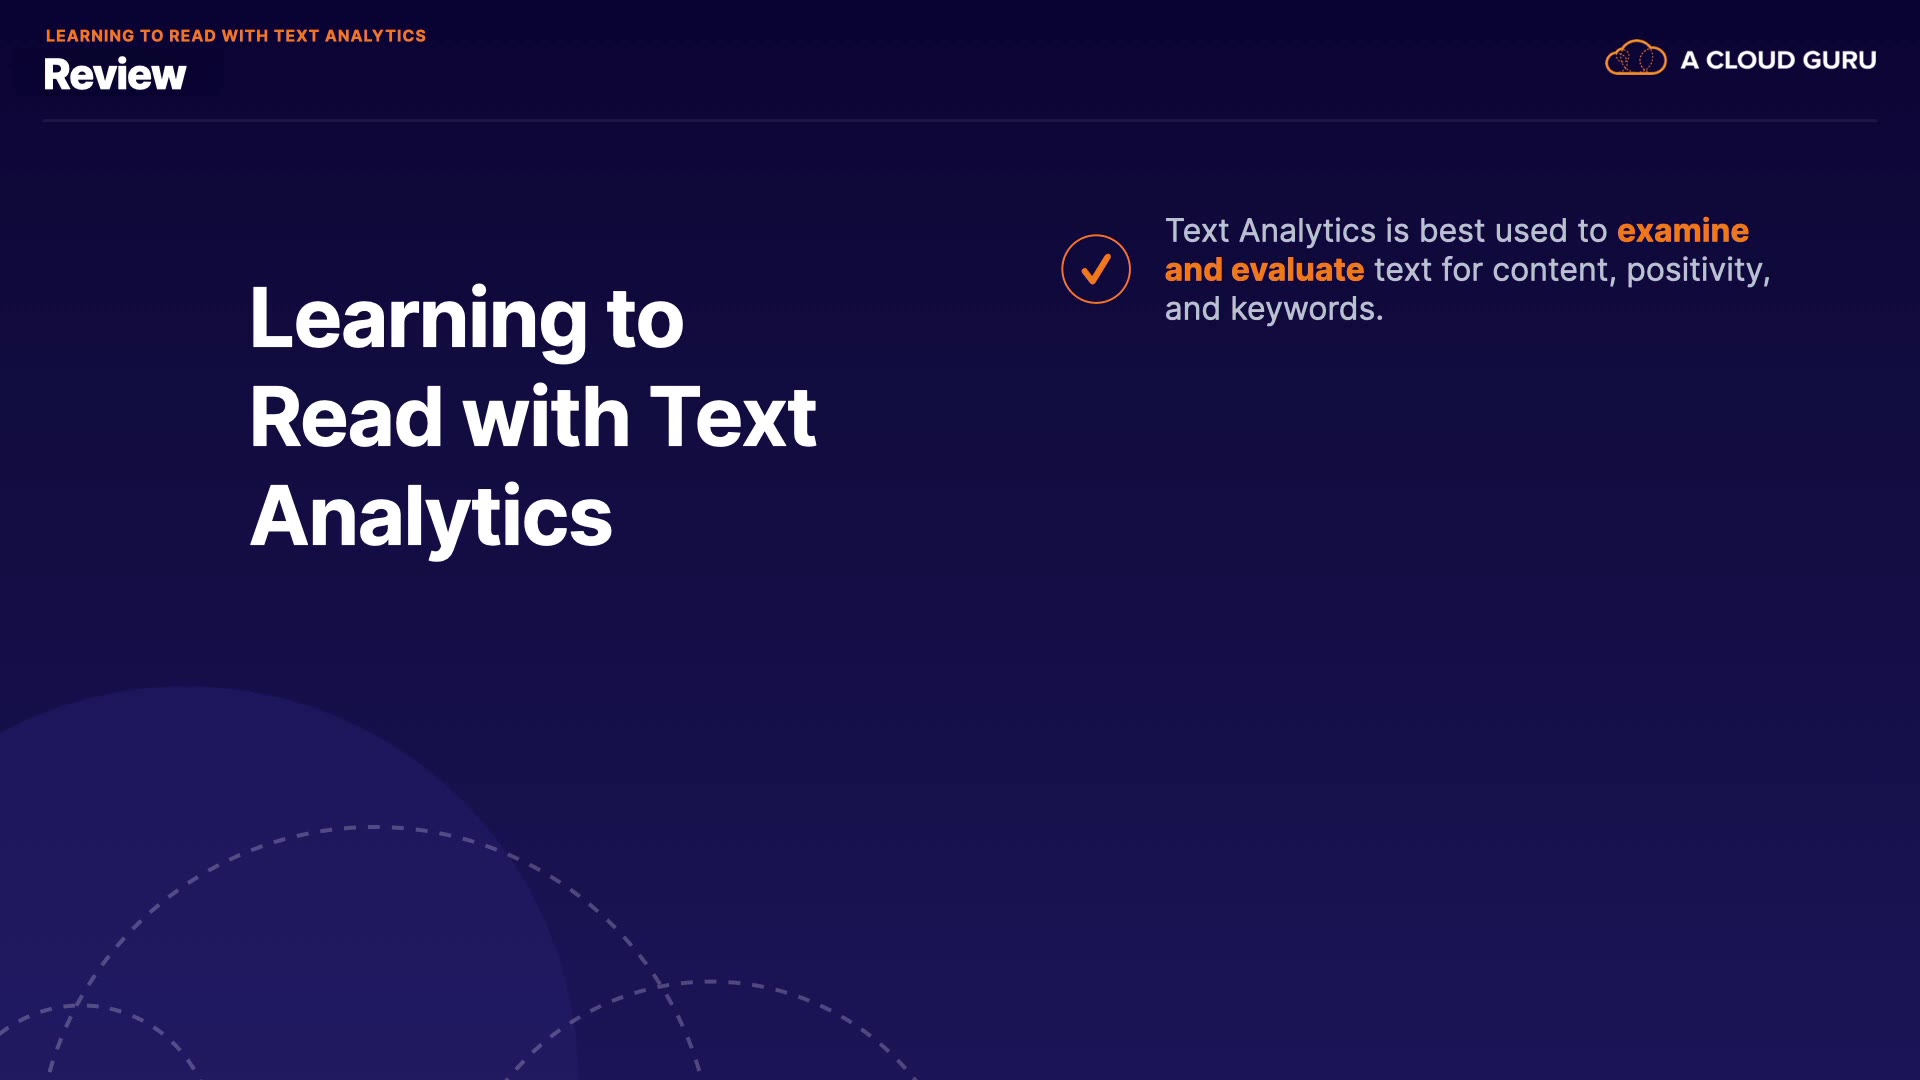 LEARNING TO READ WITH TEXT ANALYTICS
Review
A CLOUD GURU
Learning to
Read with Text
Analytics
Text Analytics is best used to examine
and evaluate text for content, positivity,
and keywords.